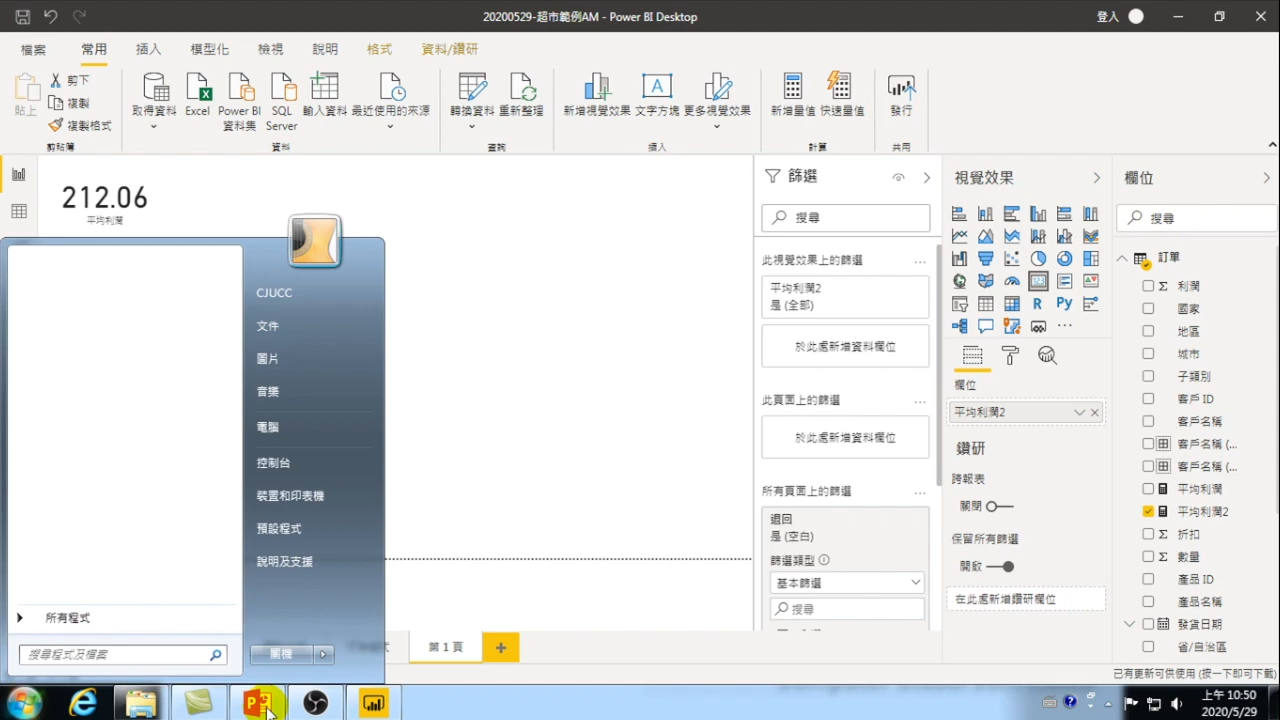 20200529-超市範例AM - Power BI Desktop
登入
檔案
常用
插入
模型化
檢視
說明
格式
資料/鑽研
貼上
剪下
複製
複製格式
剪貼簿
取得資料
Excel
Power BI
資料集
SQL
Server
輸入資料
最近使用的來源
資料
轉換資料
重新整理
查詢
新增視覺效果
文字方塊
更多視覺效果
插入
新增量值
快速量值
計算
發行
共用
212.06
平均利潤
CJUCC
文件
圖片
音樂
電腦
控制台
裝置和印表機
預設程式
說明及支援
所有程式
搜尋程式及檔案
關機
第 1 頁
篩選
搜尋
此視覺效果上的篩選
平均利潤2
是 (全部)
於此處新增資料欄位
此頁面上的篩選
於此處新增資料欄位
所有頁面上的篩選
退回
是 (空白)
篩選類型
基本篩選
搜尋
視覺效果
R
Py
123
欄位
平均利潤2
鑽研
跨報表
關閉
保留所有篩選
開啟
在此處新增鑽研欄位
欄位
搜尋
訂單
利潤
國家
地區
城市
子類別
客戶 ID
客戶名稱
客戶名稱 (...
客戶名稱 (...
平均利潤
平均利潤2
折扣
數量
產品 ID
產品名稱
發貨日期
省/自治區
已有更新可供使用 (按一下即可下載)
上午 10:50
2020/5/29